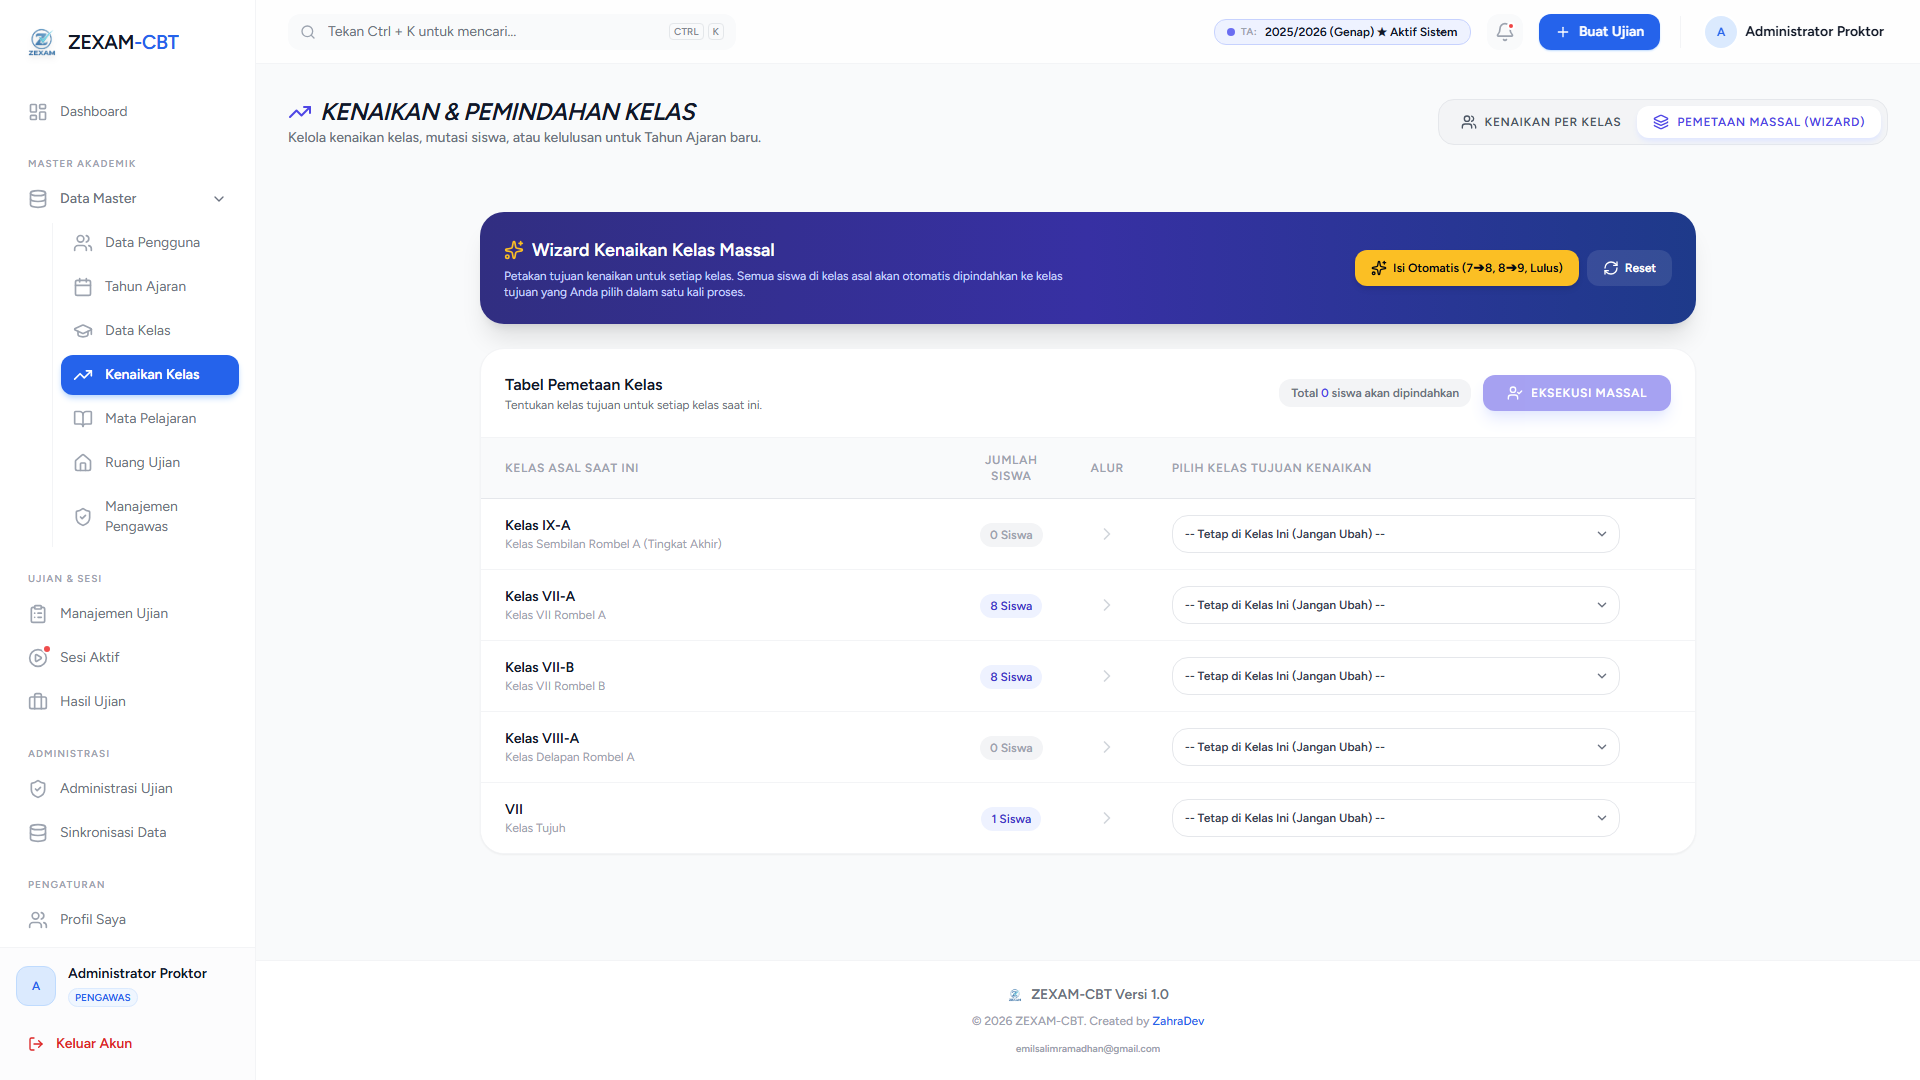 ZEXAM
ZEXAM-CBT
Tekan Ctrl + K untuk mencari...
CTRL
K
TA: 2025/2026 (Genap) ★ Aktif Sistem
Buat Ujian
A
Administrator Proktor
Dashboard
MASTER AKADEMIK
Data Master
Data Pengguna
Tahun Ajaran
Data Kelas
Kenaikan Kelas
Mata Pelajaran
Ruang Ujian
Manajemen
Pengawas
UJIAN & SESI
Manajemen Ujian
Sesi Aktif
Hasil Ujian
ADMINISTRASI
Administrasi Ujian
Sinkronisasi Data
PENGATURAN
Profil Saya
A
Administrator Proktor
PENGAWAS
Keluar Akun
KENAIKAN & PEMINDAHAN KELAS
Kelola kenaikan kelas, mutasi siswa, atau kelulusan untuk Tahun Ajaran baru.
KENAIKAN PER KELAS
PEMETAAN MASSAL (WIZARD)
Wizard Kenaikan Kelas Massal
Petakan tujuan kenaikan untuk setiap kelas. Semua siswa di kelas asal akan otomatis dipindahkan ke kelas
tujuan yang Anda pilih dalam satu kali proses.
Isi Otomatis (7➔8, 8➔9, Lulus)
Reset
Tabel Pemetaan Kelas
Tentukan kelas tujuan untuk setiap kelas saat ini.
Total 0 siswa akan dipindahkan
EKSEKUSI MASSAL
KELAS ASAL SAAT INI
JUMLAH
SISWA
ALUR
PILIH KELAS TUJUAN KENAIKAN
Kelas IX-A
Kelas Sembilan Rombel A (Tingkat Akhir)
0 Siswa
-- Tetap di Kelas Ini (Jangan Ubah) --
Kelas VII-A
Kelas VII Rombel A
8 Siswa
-- Tetap di Kelas Ini (Jangan Ubah) --
Kelas VII-B
Kelas VII Rombel B
8 Siswa
-- Tetap di Kelas Ini (Jangan Ubah) --
Kelas VIII-A
Kelas Delapan Rombel A
0 Siswa
-- Tetap di Kelas Ini (Jangan Ubah) --
VII
Kelas Tujuh
1 Siswa
-- Tetap di Kelas Ini (Jangan Ubah) --
ZEXAM-CBT Versi 1.0
© 2026 ZEXAM-CBT. Created by ZahraDev
emilsalimramadhan@gmail.com